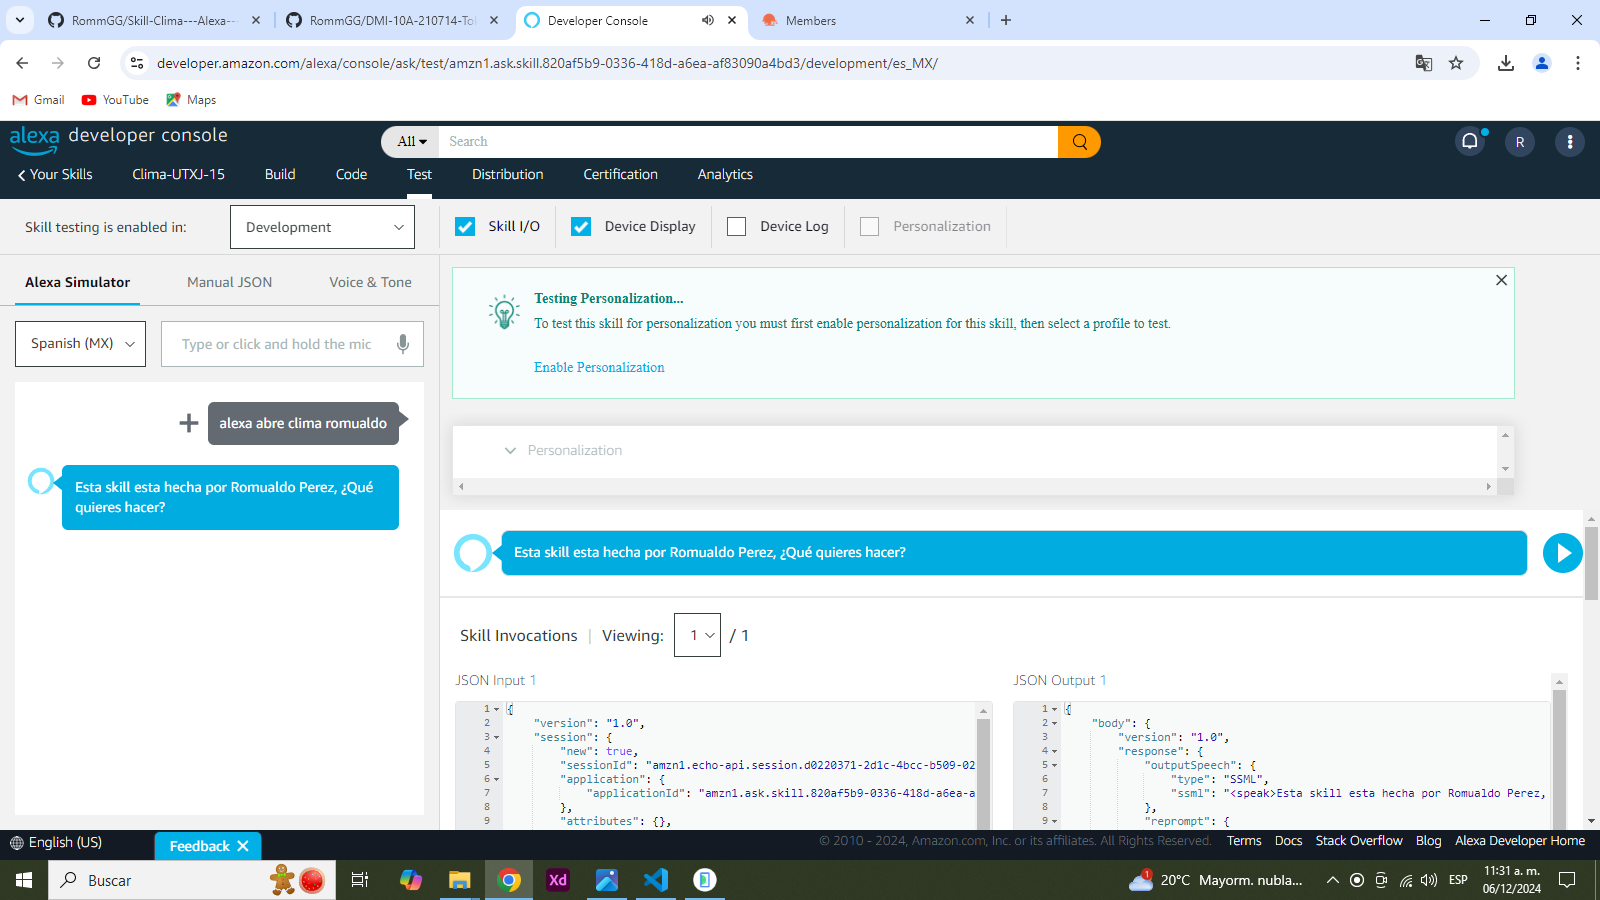 RommGG/Skill-Clima---Alexa--
RommGG/DMI-10A-210714-Tok
Developer Console
Members
developer.amazon.com/alexa/console/ask/test/amzn1.ask.skill.820af5b9-0336-418d-a6ea-af83090a4bd3/development/es_MX/
Gmail
YouTube
Maps
alexa developer console
All
Search
R
Your Skills
Clima-UTXJ-15
Build
Code
Test
Distribution
Certification
Analytics
Skill testing is enabled in:
Development
Skill I/O
Device Display
Device Log
Personalization
Alexa Simulator
Manual JSON
Voice & Tone
Testing Personalization...
To test this skill for personalization you must first enable personalization for this skill, then select a profile to test.
Enable Personalization
Spanish (MX)
Type or click and hold the mic
alexa abre clima romualdo
Esta skill esta hecha por Romualdo Perez, ¿Qué
quieres hacer?
Personalization
Esta skill esta hecha por Romualdo Perez, ¿Qué quieres hacer?
Skill Invocations | Viewing: 1 / 1
JSON Input 1
1 {
2 "version": "1.0",
3 "session": {
4 "new": true,
5 "sessionId": "amzn1.echo-api.session.d0220371-2d1c-4bcc-b509-02
6 "application": {
7 "applicationId": "amzn1.ask.skill.820af5b9-0336-418d-a6ea-a
8 },
9 "attributes": {},
JSON Output 1
1 {
2 "body": {
3 "version": "1.0",
4 "response": {
5 "outputSpeech": {
6 "type": "SSML",
7 "ssml": "<speak>Esta skill esta hecha por Romualdo Perez,
8 },
9 "reprompt": {
English (US)
Feedback
© 2010 - 2024, Amazon.com, Inc. or its affiliates. All Rights Reserved.
Terms
Docs
Stack Overflow
Blog
Alexa Developer Home
Buscar
Xd
1
20°C Mayorm. nubla...
ESP
11:31 a. m.
06/12/2024